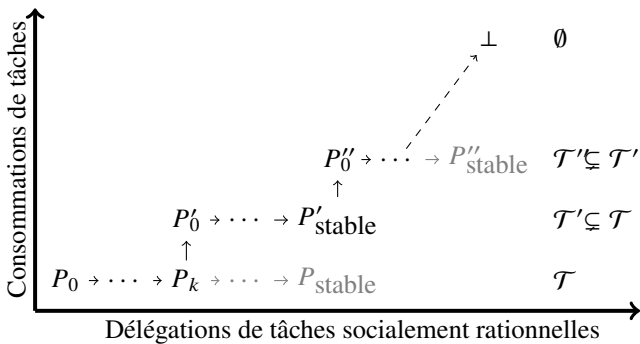 Consommations de tâches
⊥ ∅
P₀'' → ⋯ → P''stable 𝒯'' ⊊ 𝒯'
↑
P₀' → ⋯ → P'stable 𝒯' ⊊ 𝒯
↑
P₀ → ⋯ → Pₖ → ⋯ → Pstable 𝒯
Délégations de tâches socialement rationnelles